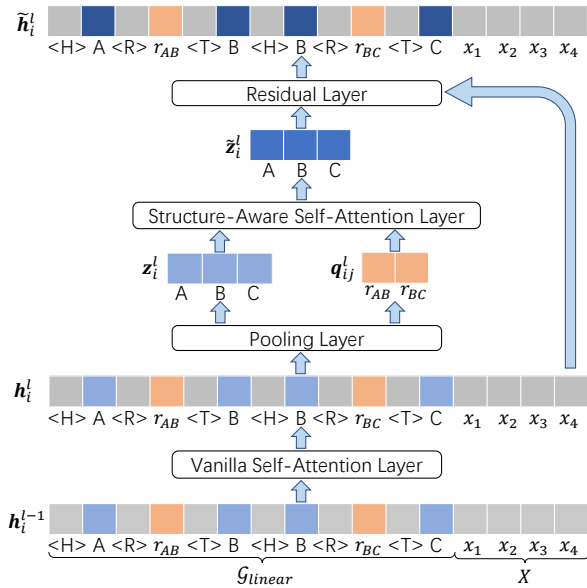 h̃ᵢˡ
<H> A <R> r_AB <T> B <H> B <R> r_BC <T> C x₁ x₂ x₃ x₄
Residual Layer
z̃ᵢˡ
A B C
Structure-Aware Self-Attention Layer
zᵢˡ qᵢⱼˡ
A B C r_AB r_BC
Pooling Layer
hᵢˡ
<H> A <R> r_AB <T> B <H> B <R> r_BC <T> C x₁ x₂ x₃ x₄
Vanilla Self-Attention Layer
hᵢˡ⁻¹
<H> A <R> r_AB <T> B <H> B <R> r_BC <T> C x₁ x₂ x₃ x₄
𝒢_linear X